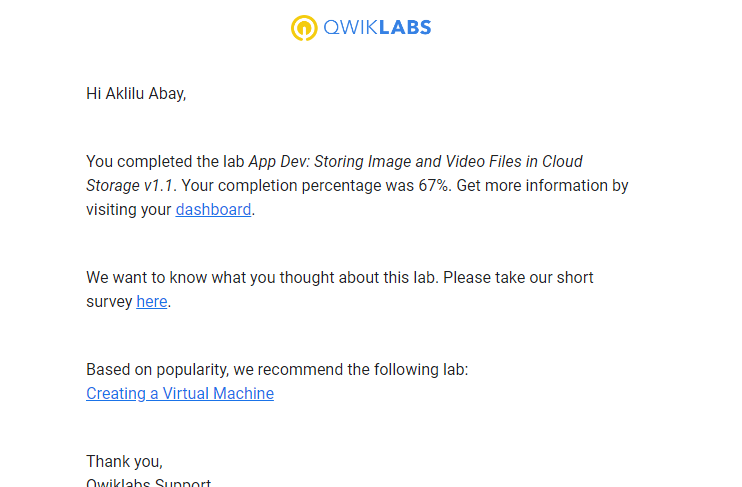 QWIKLABS
Hi Aklilu Abay,
You completed the lab App Dev: Storing Image and Video Files in Cloud
Storage v1.1. Your completion percentage was 67%. Get more information by
visiting your dashboard.
We want to know what you thought about this lab. Please take our short
survey here.
Based on popularity, we recommend the following lab:
Creating a Virtual Machine
Thank you,
Qwiklabs Support